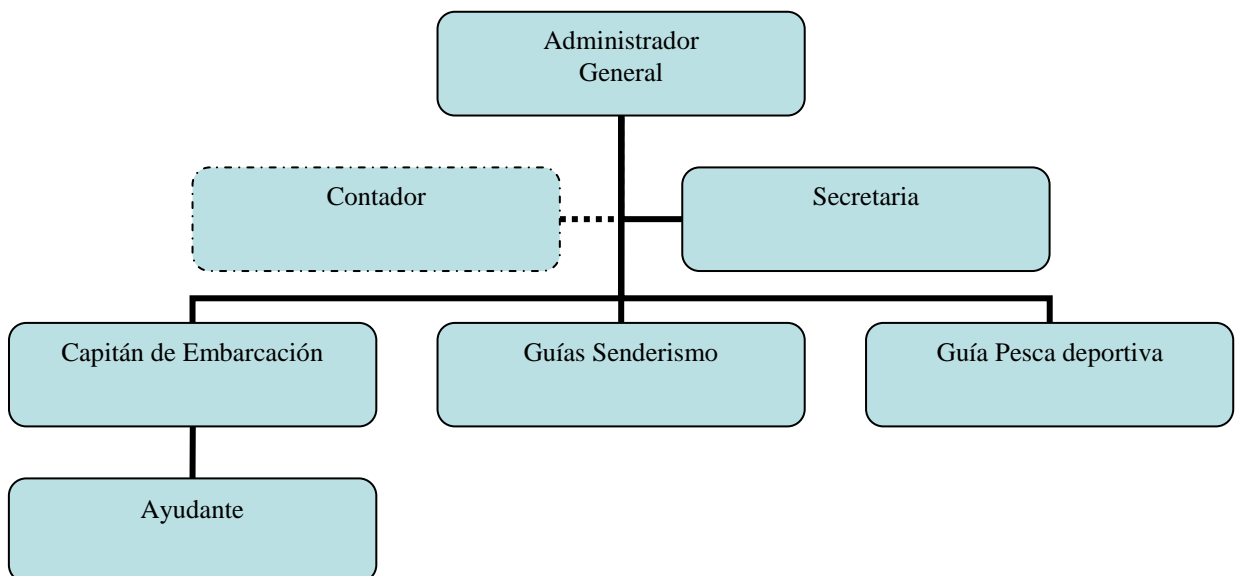 Administrador
General
Contador
Secretaria
Capitán de Embarcación
Guías Senderismo
Guía Pesca deportiva
Ayudante